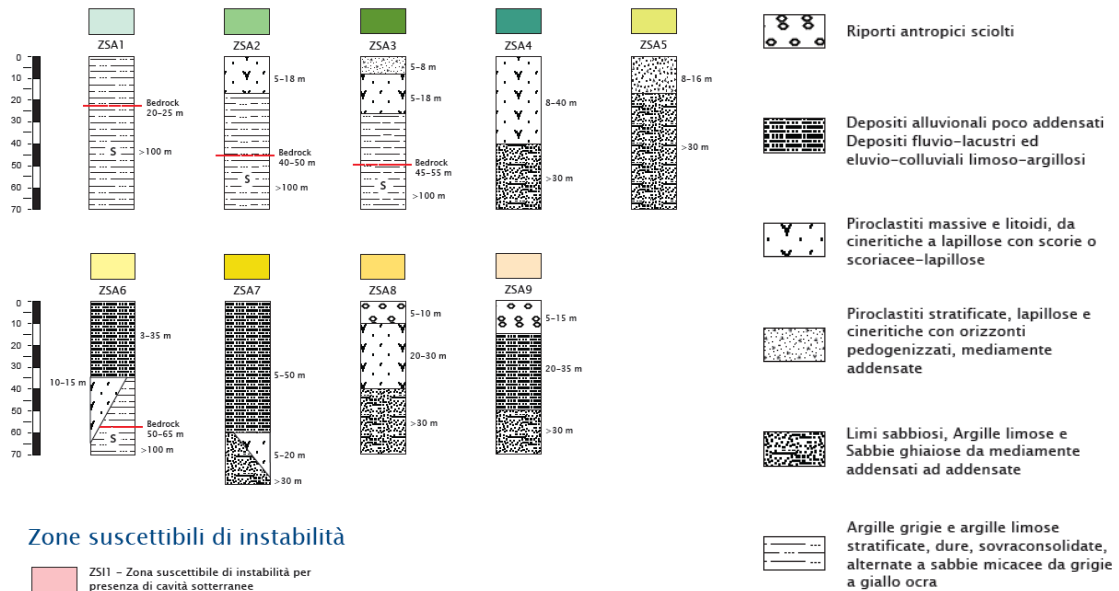 ZSA1
ZSA2
ZSA3
ZSA4
ZSA5
0
10
20
30
40
50
60
70
Bedrock
20-25 m
S
>100 m
5-18 m
Bedrock
40-50 m
S
>100 m
5-8 m
5-18 m
Bedrock
45-55 m
S
>100 m
8-40 m
>30 m
8-16 m
>30 m
ZSA6
ZSA7
ZSA8
ZSA9
0
10
20
30
40
50
60
70
3-35 m
10-15 m
Bedrock
50-65 m
S
>100 m
5-50 m
5-20 m
>30 m
5-10 m
20-30 m
>30 m
5-15 m
20-35 m
>30 m
Zone suscettibili di instabilità
ZSI1 - Zona suscettibile di instabilità per
presenza di cavità sotterranee
Riporti antropici sciolti
Depositi alluvionali poco addensati
Depositi fluvio-lacustri ed
eluvio-colluviali limoso-argillosi
Piroclastiti massive e litoidi, da
cineritiche a lapillose con scorie o
scoriacee-lapillose
Piroclastiti stratificate, lapillose e
cineritiche con orizzonti
pedogenizzati, mediamente
addensate
Limi sabbiosi, Argille limose e
Sabbie ghiaiose da mediamente
addensati ad addensate
Argille grigie e argille limose
stratificate, dure, sovraconsolidate,
alternate a sabbie micacee da grigie
a giallo ocra